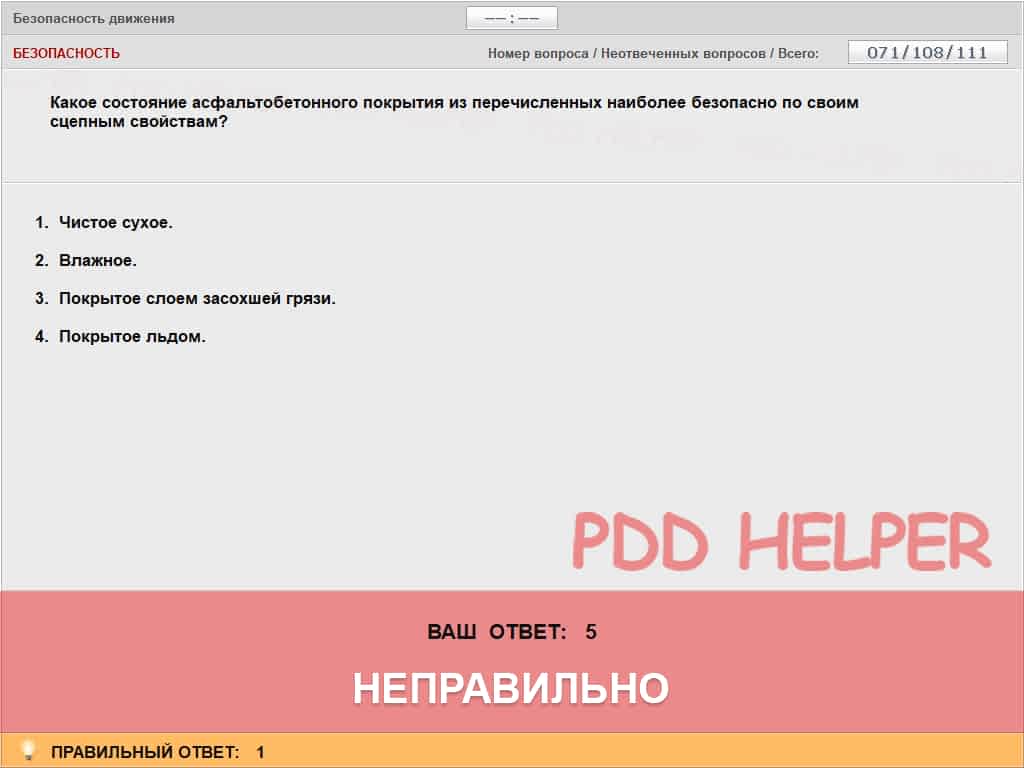 Безопасность движения
–– : ––
БЕЗОПАСНОСТЬ
Номер вопроса / Неотвеченных вопросов / Всего:
071/108/111
Какое состояние асфальтобетонного покрытия из перечисленных наиболее безопасно по своим
сцепным свойствам?
1. Чистое сухое.
2. Влажное.
3. Покрытое слоем засохшей грязи.
4. Покрытое льдом.
PDD HELPER
ВАШ ОТВЕТ: 5
НЕПРАВИЛЬНО
ПРАВИЛЬНЫЙ ОТВЕТ: 1